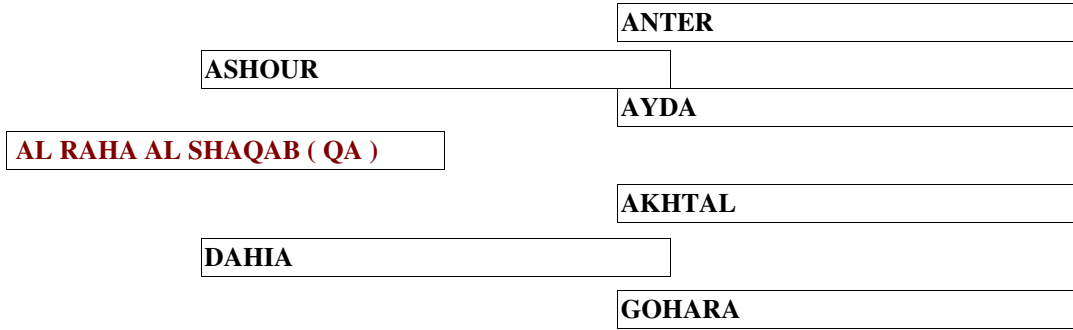 ANTER
ASHOUR
AYDA
AL RAHA AL SHAQAB ( QA )
AKHTAL
DAHIA
GOHARA